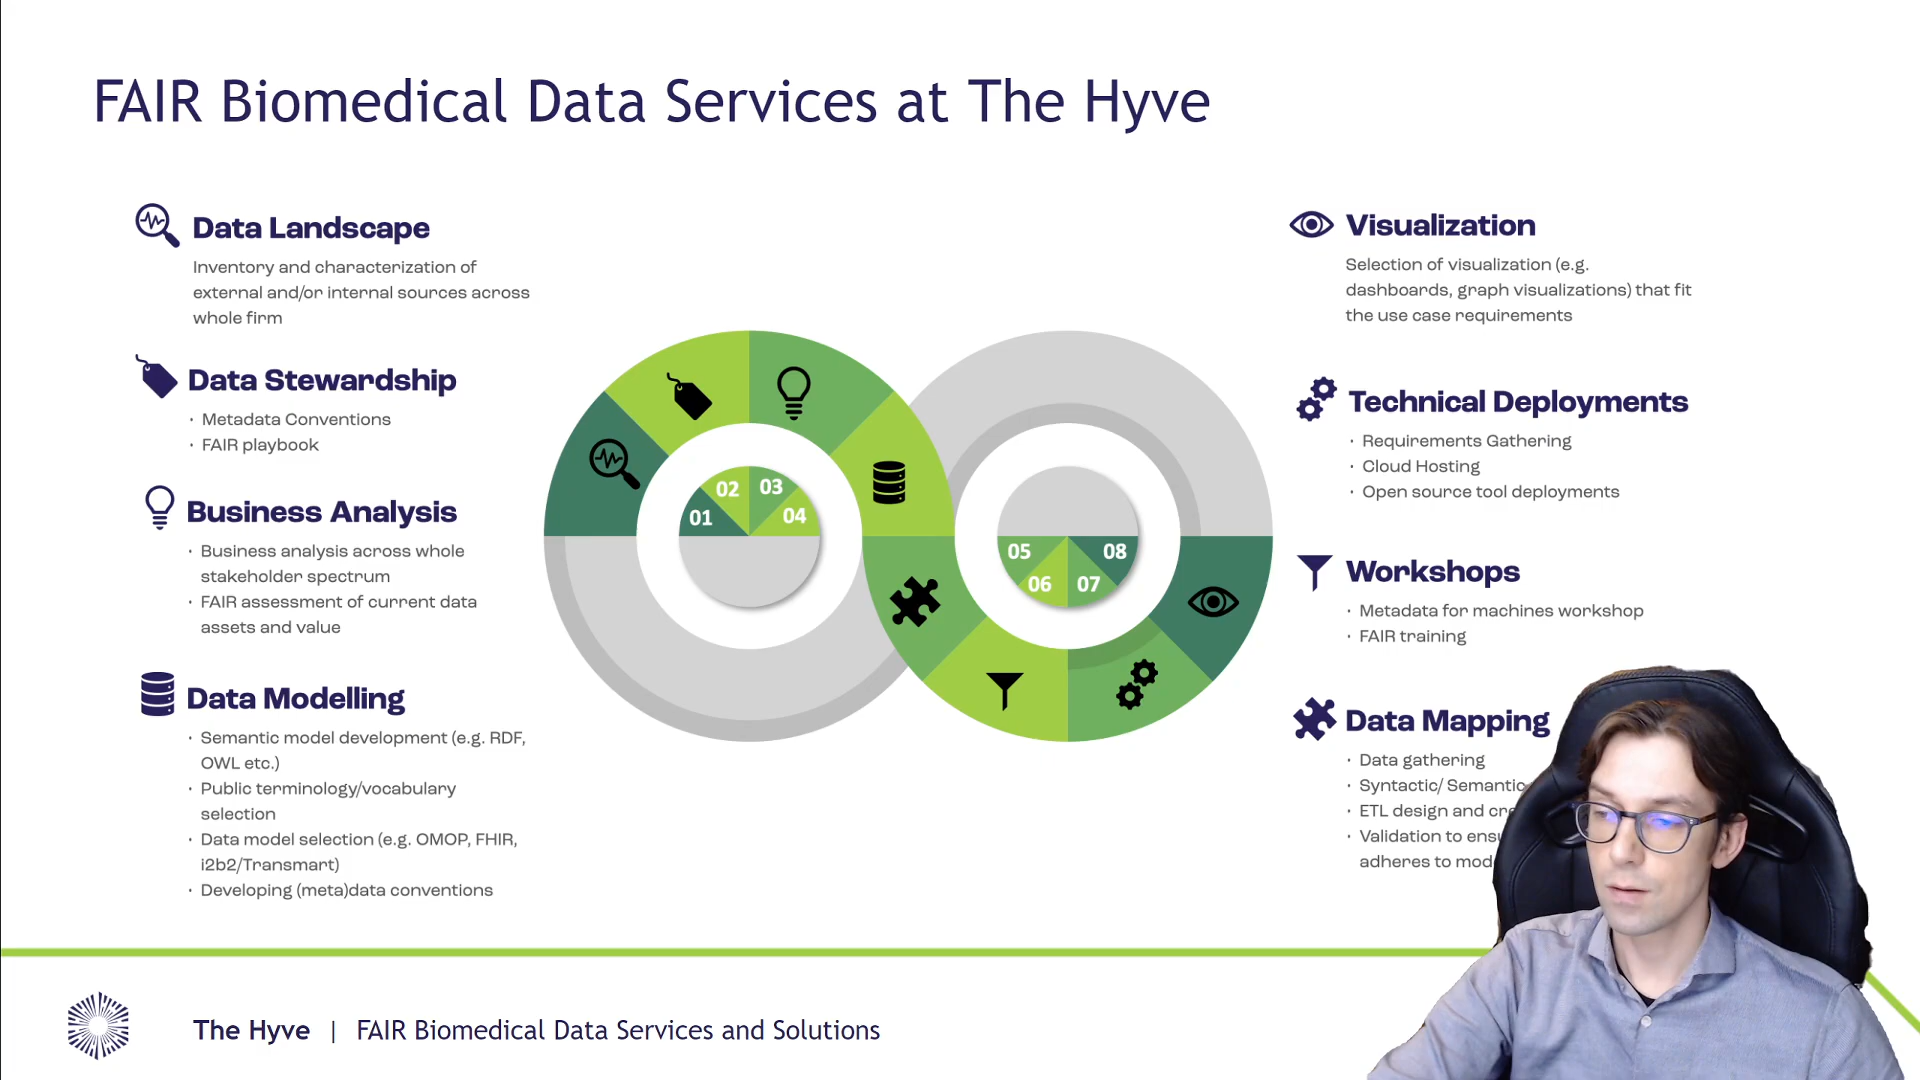 FAIR Biomedical Data Services at The Hyve
Data Landscape
Inventory and characterization of
external and/or internal sources across
whole firm
Data Stewardship
· Metadata Conventions
· FAIR playbook
Business Analysis
· Business analysis across whole
stakeholder spectrum
· FAIR assessment of current data
assets and value
Data Modelling
· Semantic model development (e.g. RDF,
OWL etc.)
· Public terminology/vocabulary
selection
· Data model selection (e.g. OMOP, FHIR,
i2b2/Transmart)
· Developing (meta)data conventions
01
02
03
04
05
06
07
08
Visualization
Selection of visualization (e.g.
dashboards, graph visualizations) that fit
the use case requirements
Technical Deployments
· Requirements Gathering
· Cloud Hosting
· Open source tool deployments
Workshops
· Metadata for machines workshop
· FAIR training
Data Mapping
· Data gathering
· Syntactic/ Semantic
· ETL design and
· Validation to
adheres to
The Hyve | FAIR Biomedical Data Services and Solutions